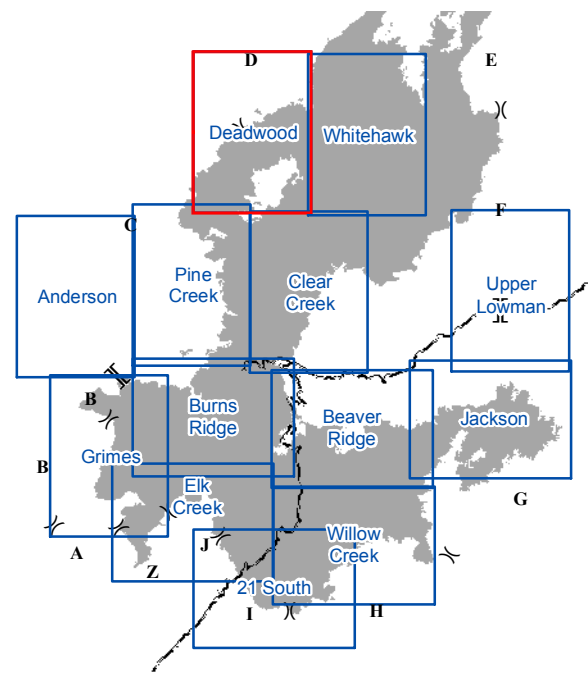 D
E
Deadwood
Whitehawk
C
F
Anderson
Pine
Creek
Clear
Creek
Upper
Lowman
B
Burns
Ridge
Beaver
Ridge
Jackson
B
Grimes
Elk
Creek
G
A
Z
J
Willow
Creek
21 South
I
H